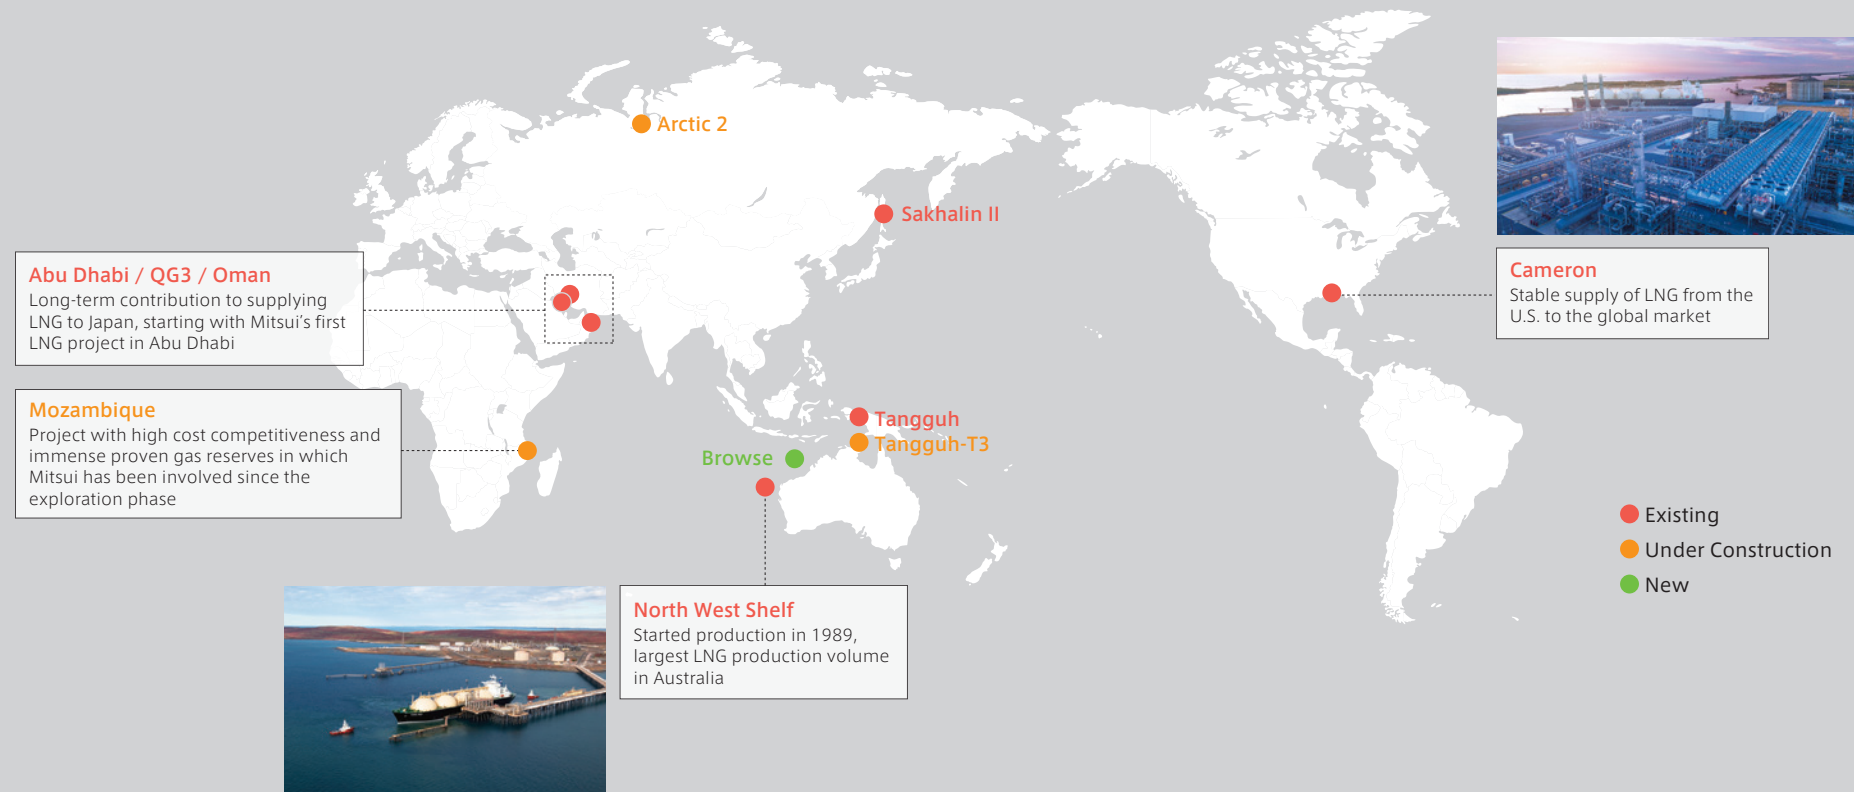 Arctic 2
Sakhalin II
Abu Dhabi / QG3 / Oman
Long-term contribution to supplying
LNG to Japan, starting with Mitsui's first
LNG project in Abu Dhabi
Cameron
Stable supply of LNG from the
U.S. to the global market
Mozambique
Project with high cost competitiveness and
immense proven gas reserves in which
Mitsui has been involved since the
exploration phase
Tangguh
Tangguh-T3
Browse
North West Shelf
Started production in 1989,
largest LNG production volume
in Australia
Existing
Under Construction
New